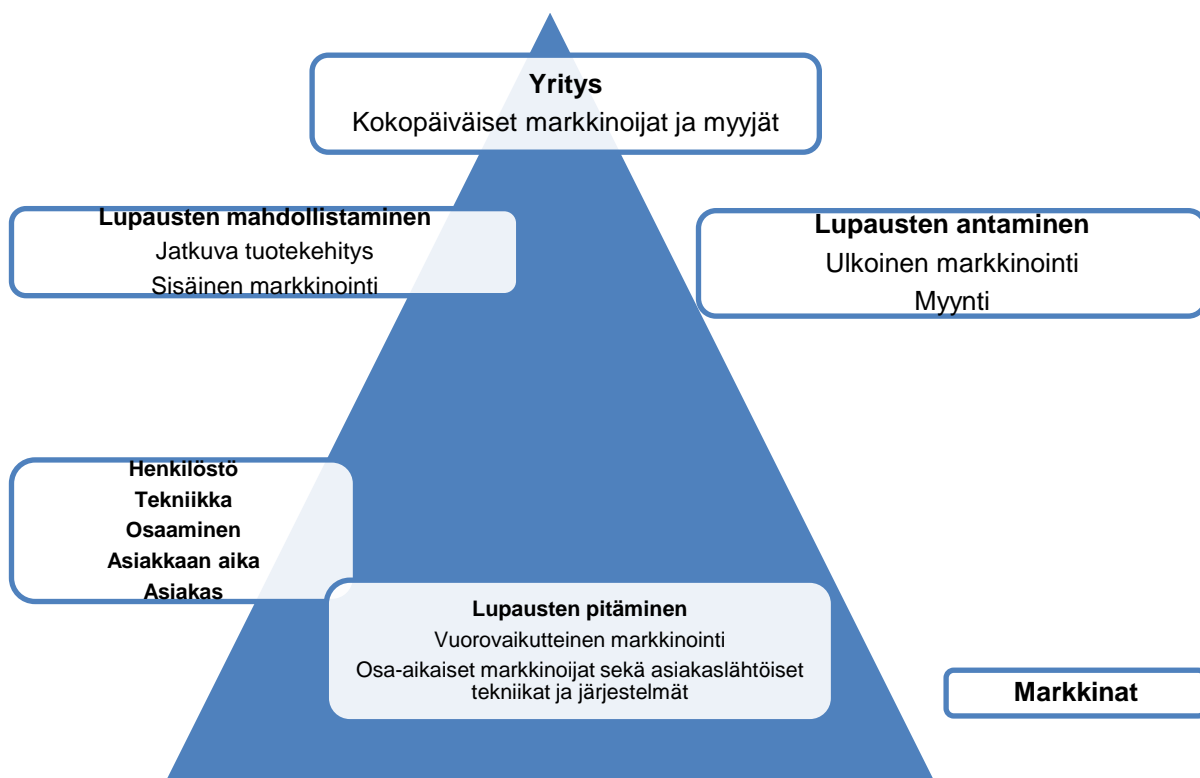 Yritys
Kokopäiväiset markkinoijat ja myyjät
Lupausten mahdollistaminen
Jatkuva tuotekehitys
Sisäinen markkinointi
Lupausten antaminen
Ulkoinen markkinointi
Myynti
Henkilöstö
Tekniikka
Osaaminen
Asiakkaan aika
Asiakas
Lupausten pitäminen
Vuorovaikutteinen markkinointi
Osa-aikaiset markkinoijat sekä asiakaslähtöiset
tekniikat ja järjestelmät
Markkinat